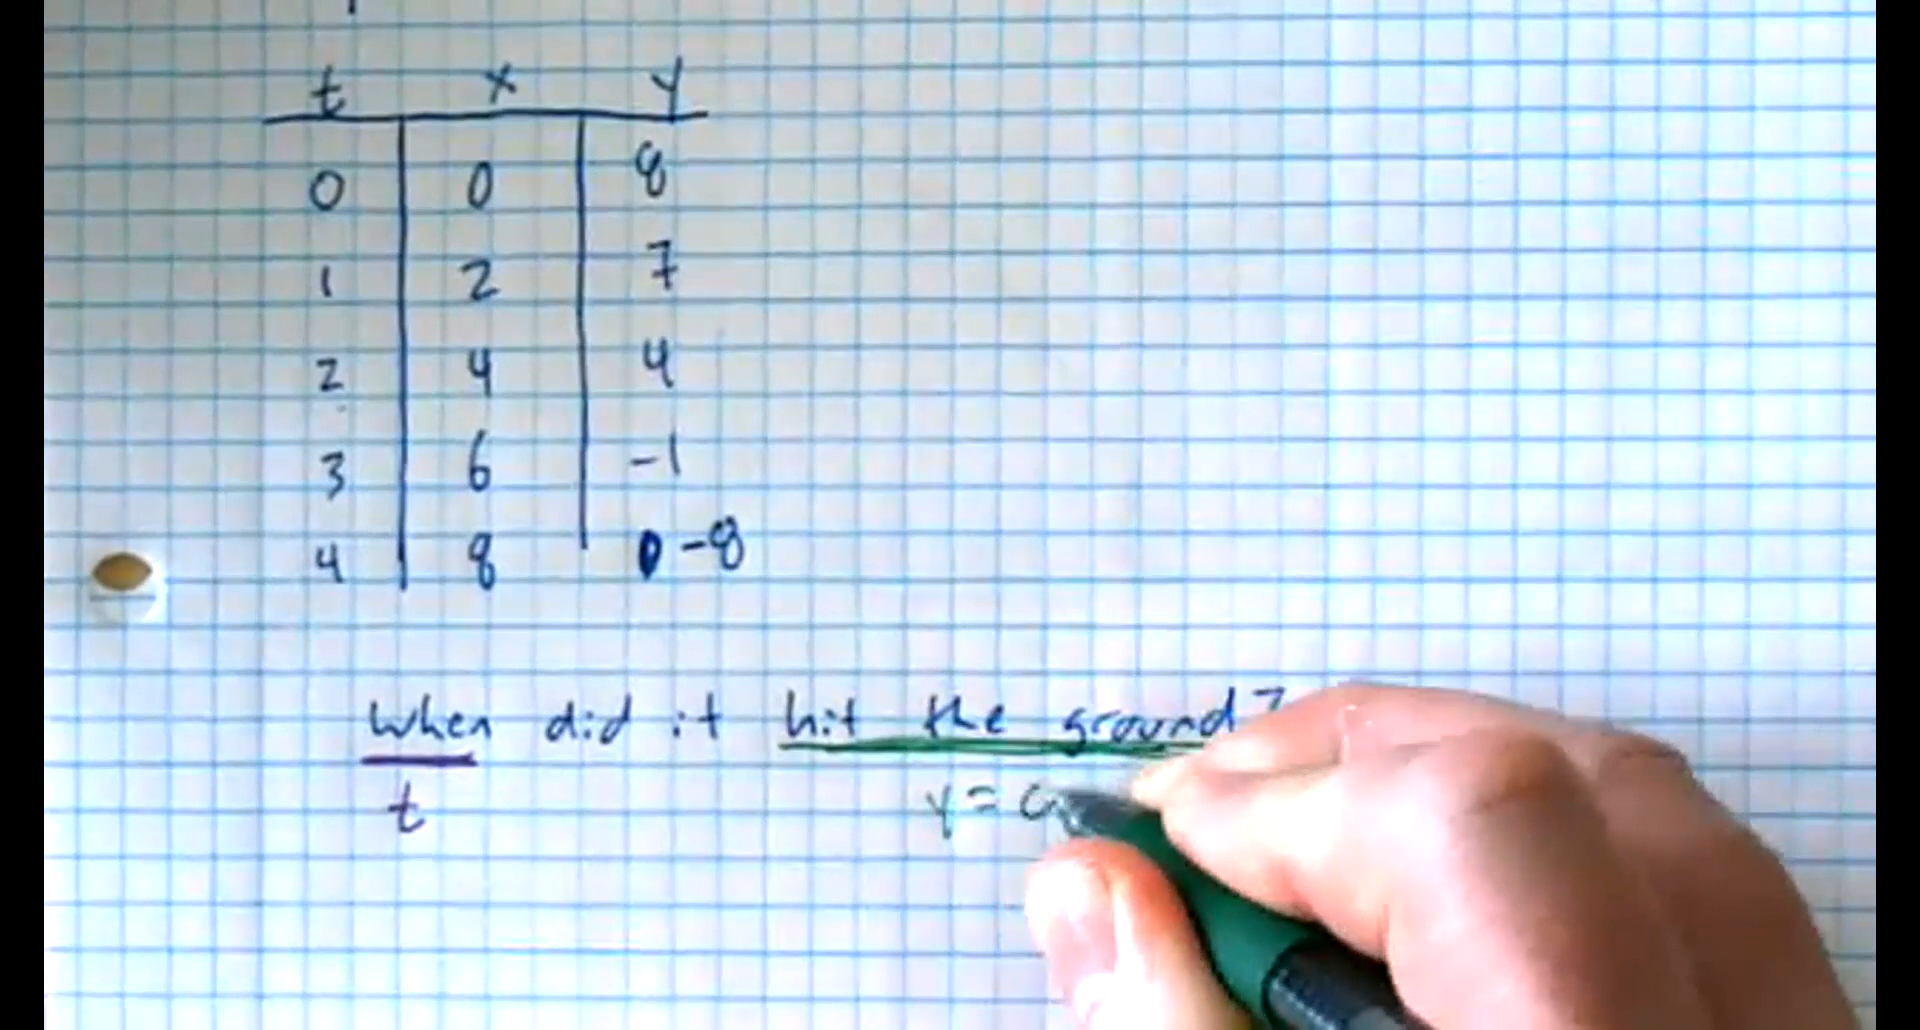 t x y
0 0 8
1 2 7
2 4 4
3 6 -1
4 8 -8
When did it hit the ground?
t y = 0